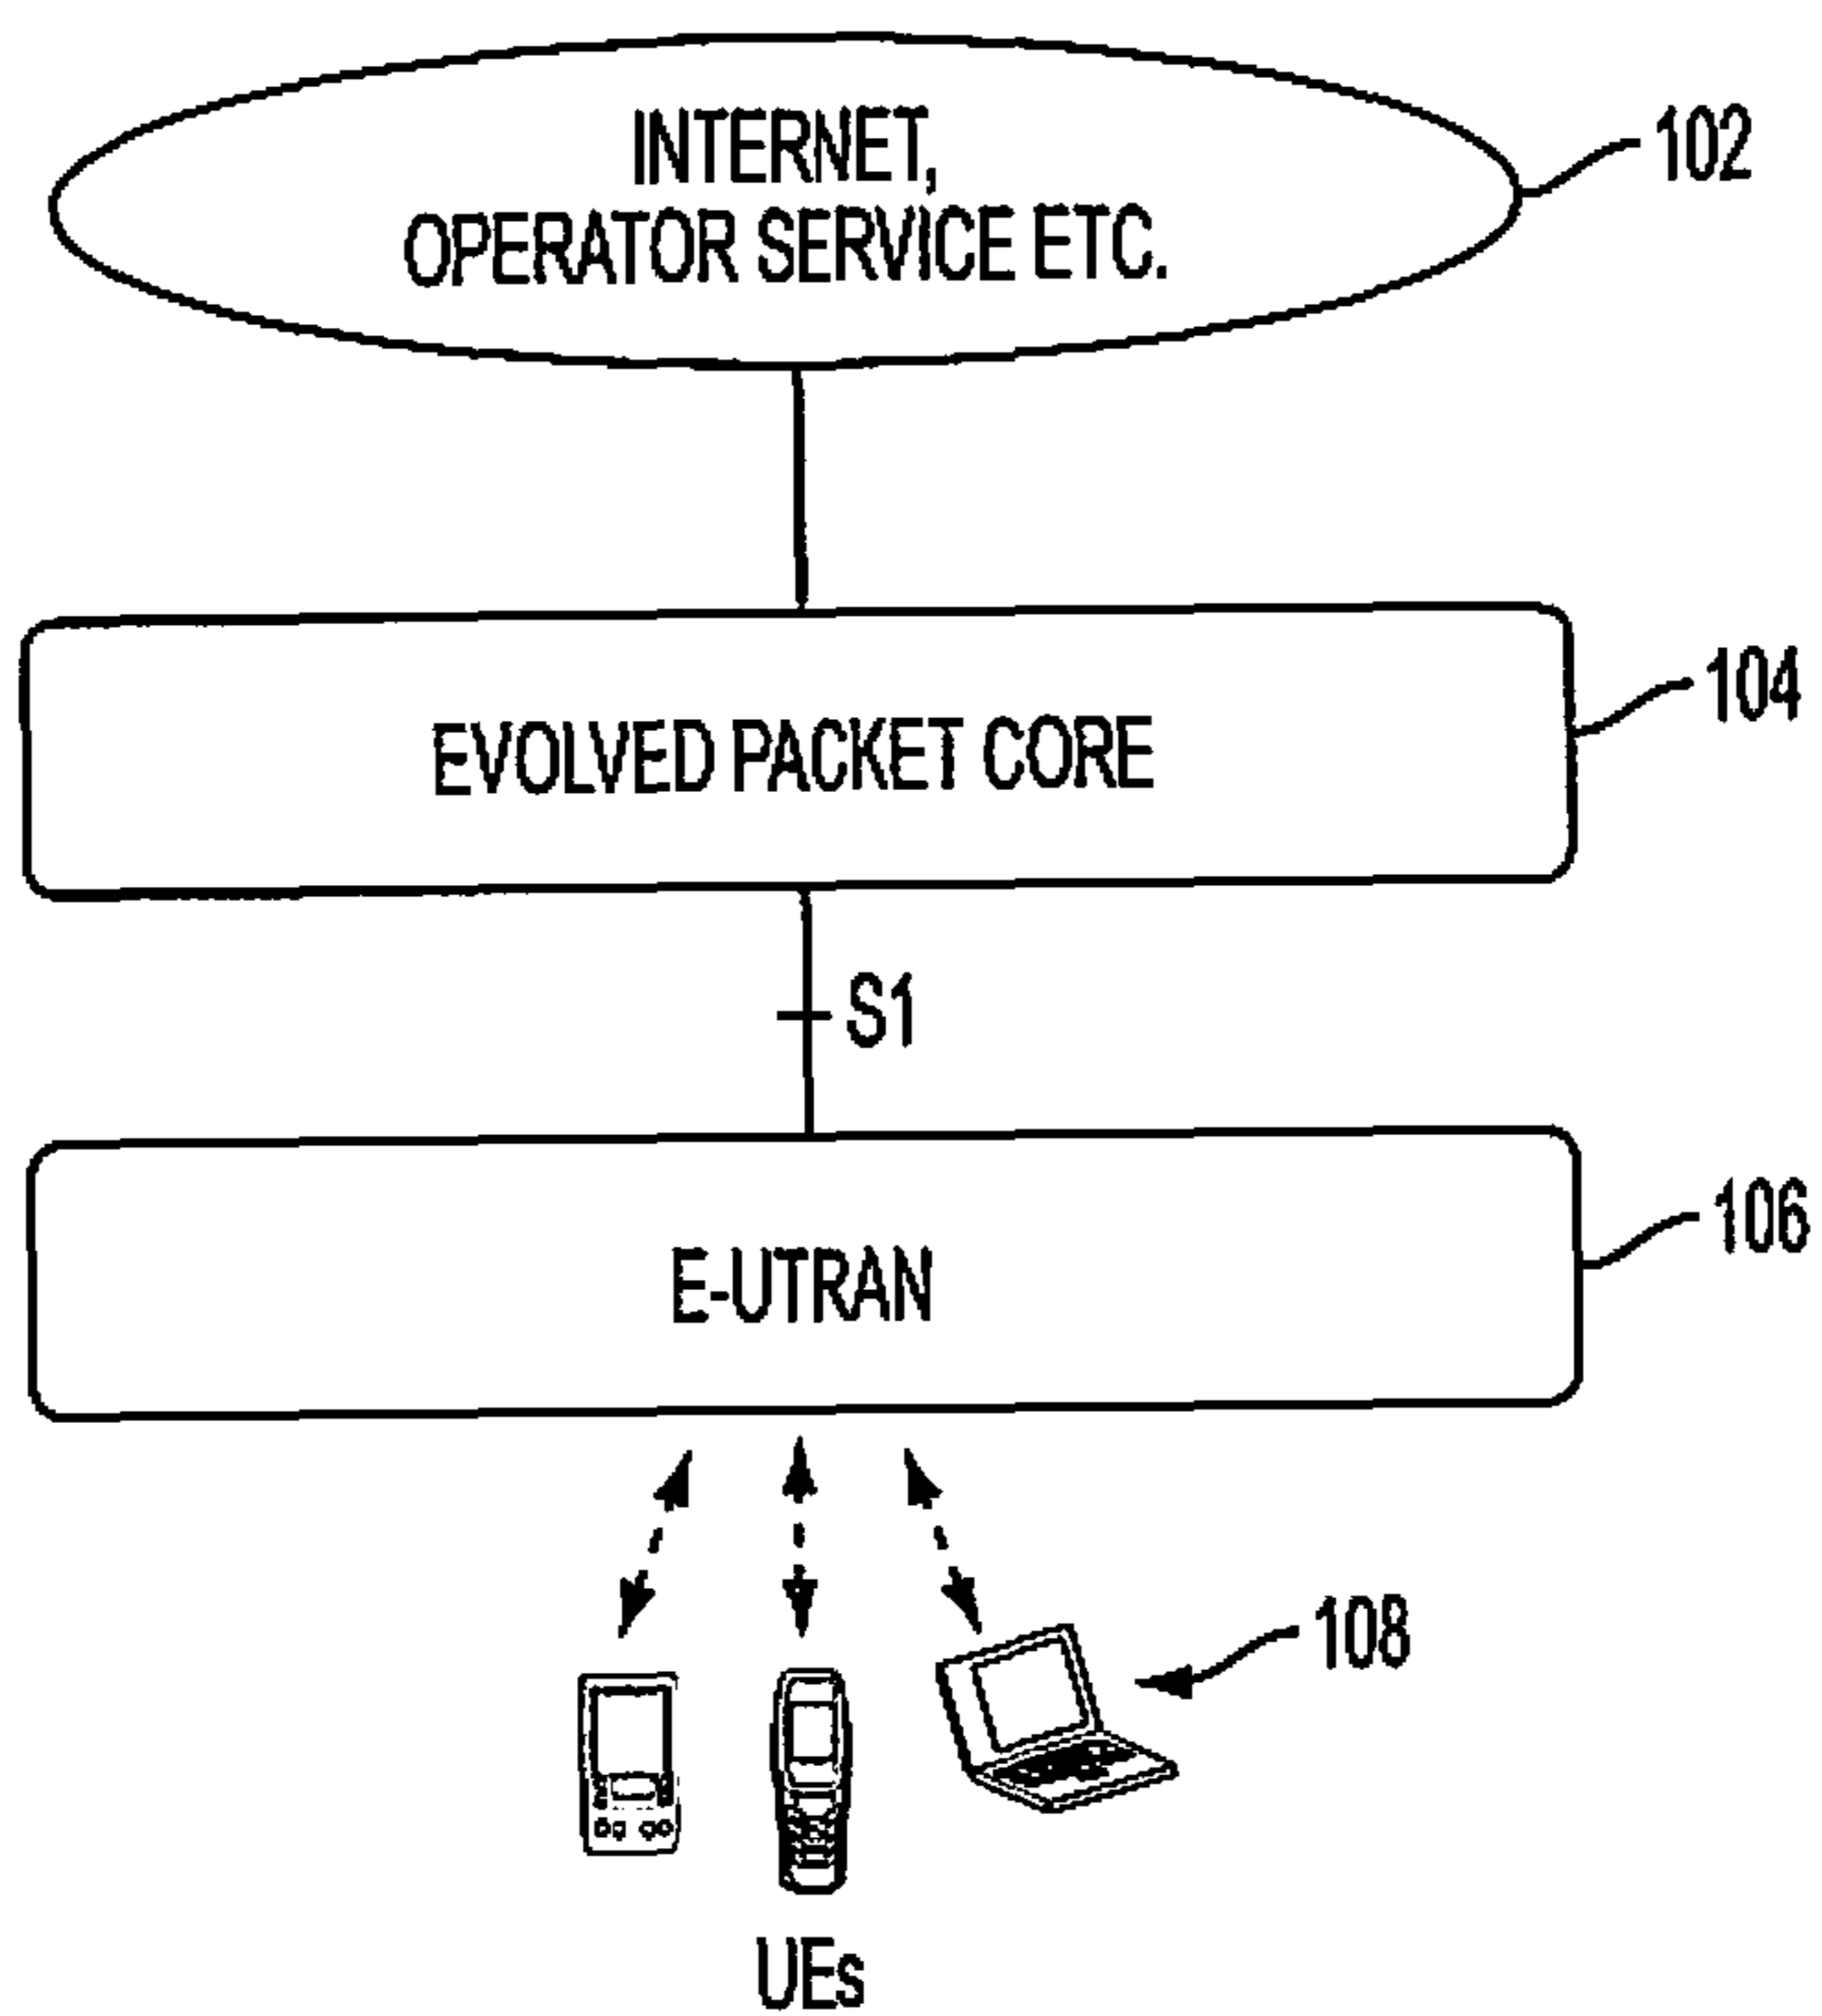 INTERNET,
OPERATOR SERVICE ETC.
102
EVOLVED PACKET CORE
104
S1
E-UTRAN
106
108
UEs